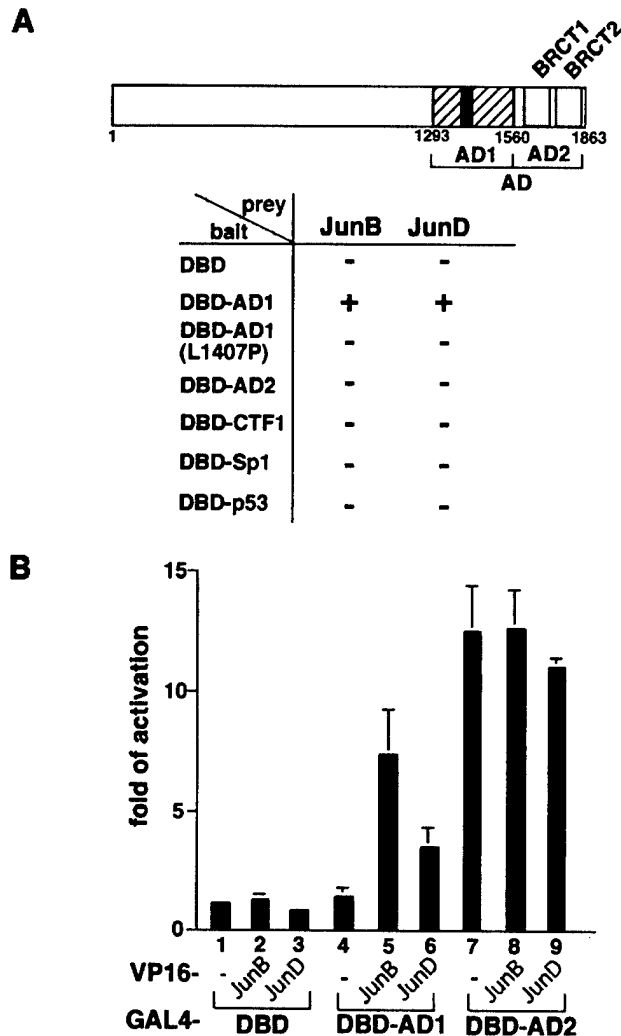 A
BRCT1
BRCT2
1 1293 1560 1863
AD1 AD2
AD
prey
bait JunB JunD
DBD - -
DBD-AD1 + +
DBD-AD1
(L1407P) - -
DBD-AD2 - -
DBD-CTF1 - -
DBD-Sp1 - -
DBD-p53 - -
B
fold of activation
15
10
5
0
1 2 3 4 5 6 7 8 9
VP16- - JunB JunD - JunB JunD - JunB JunD
GAL4- DBD DBD-AD1 DBD-AD2